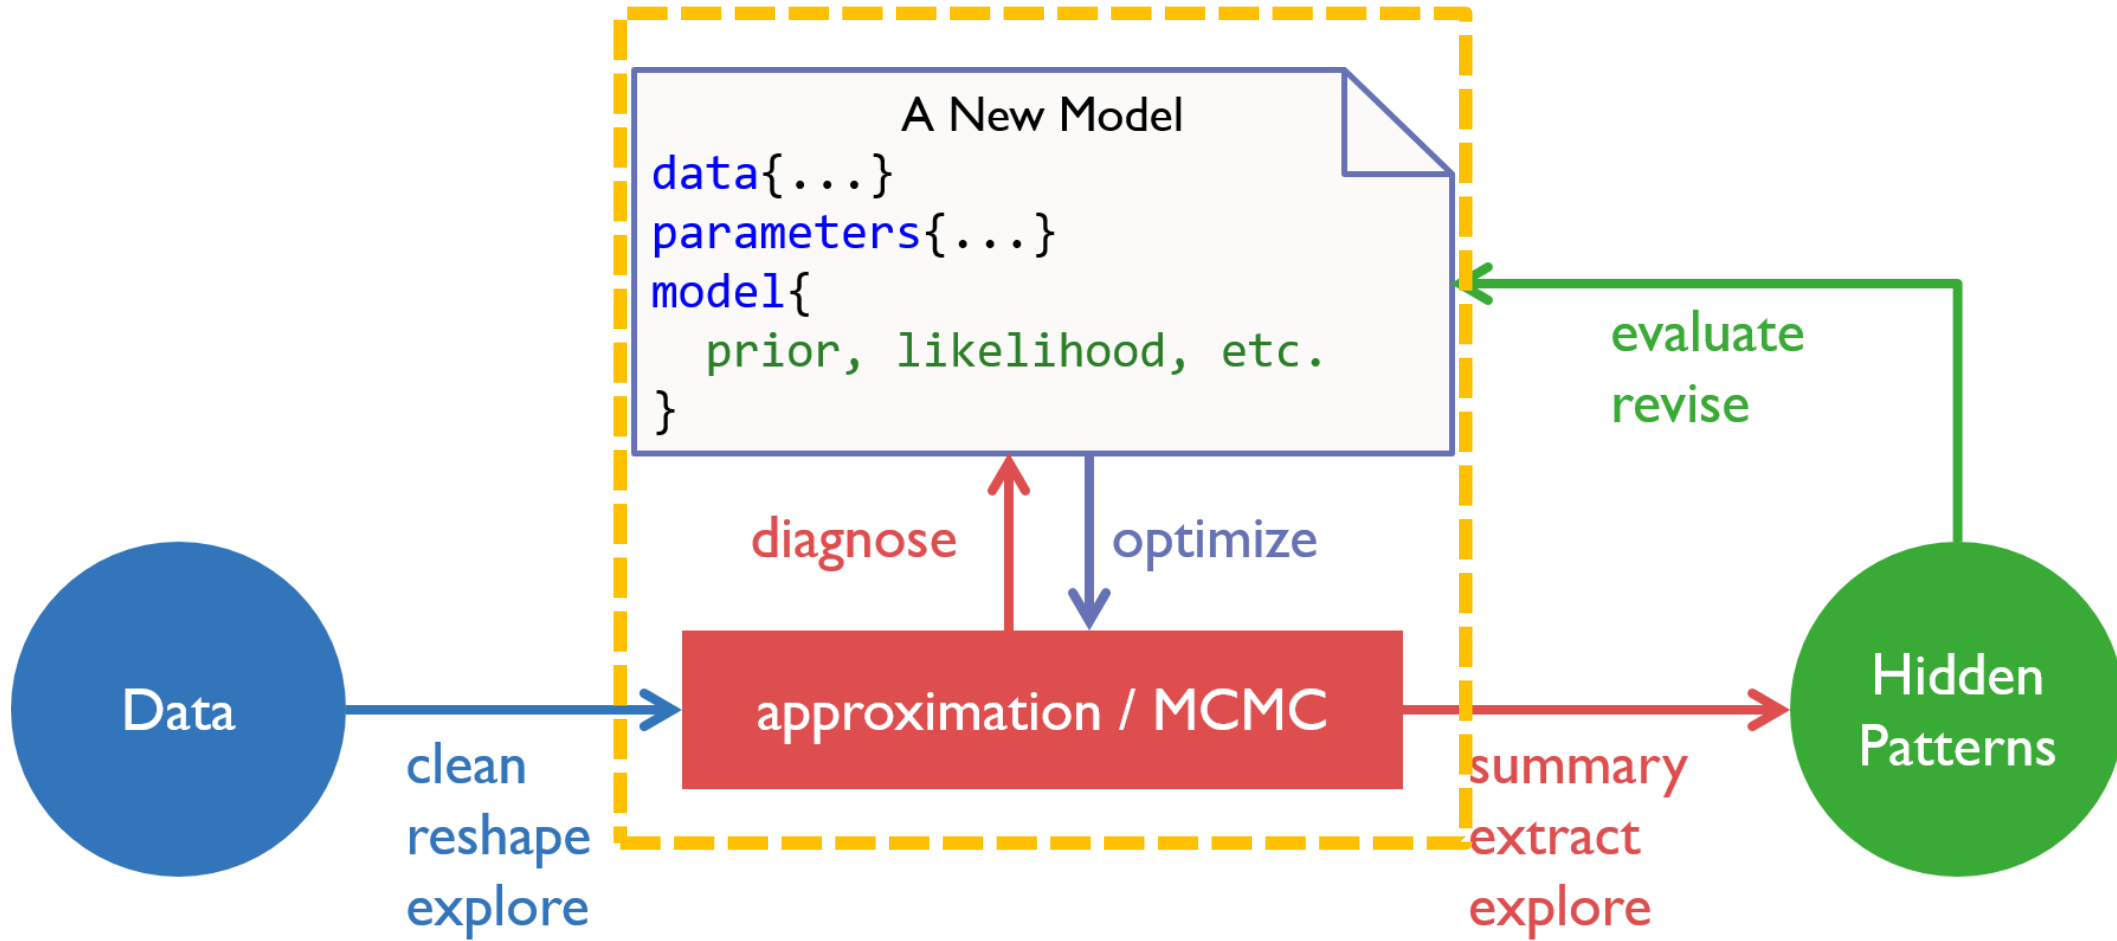 A New Model
data{...}
parameters{...}
model{
prior, likelihood, etc.
}
evaluate
revise
diagnose
optimize
Data
approximation / MCMC
Hidden
Patterns
clean
reshape
explore
summary
extract
explore